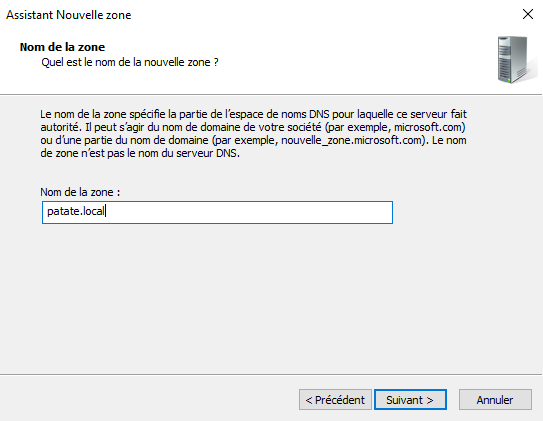 Assistant Nouvelle zone
Nom de la zone
Quel est le nom de la nouvelle zone ?
Le nom de la zone spécifie la partie de l'espace de noms DNS pour laquelle ce serveur fait
autorité. Il peut s'agir du nom de domaine de votre société (par exemple, microsoft.com)
ou d'une partie du nom de domaine (par exemple, nouvelle_zone.microsoft.com). Le nom
de zone n'est pas le nom du serveur DNS.
Nom de la zone :
patate.local
< Précédent Suivant > Annuler